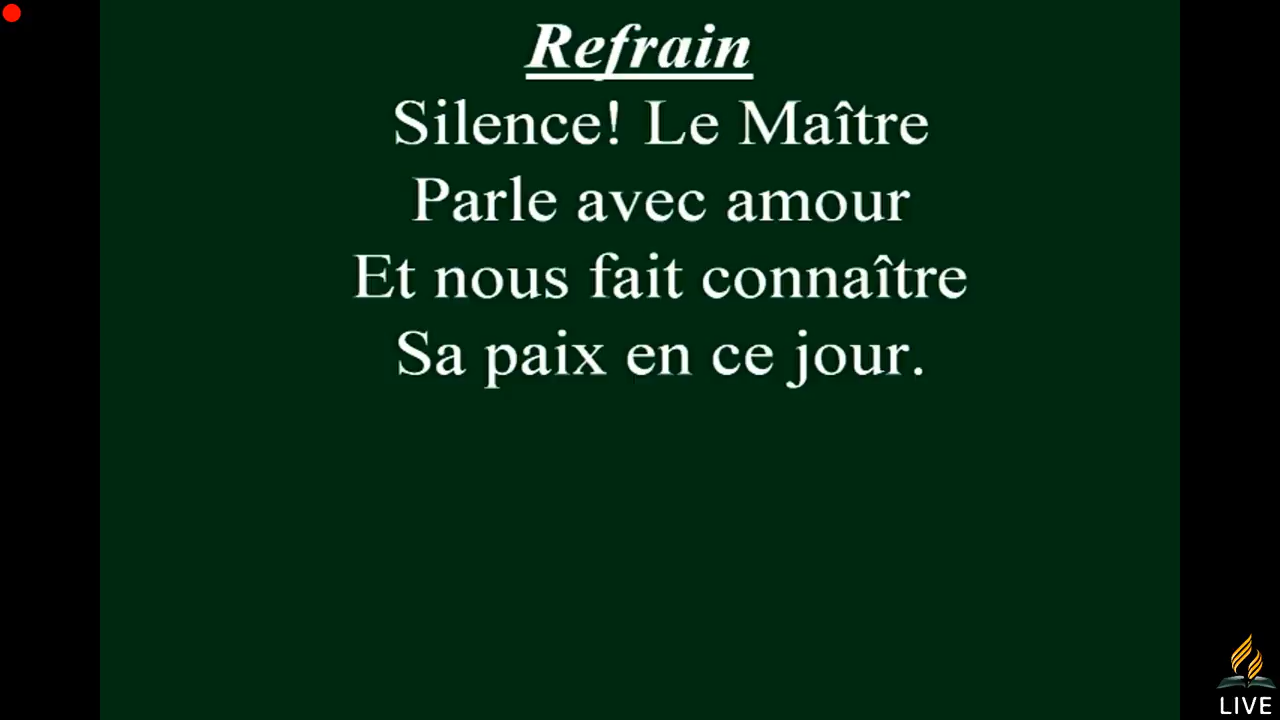 Refrain
Silence! Le Maître
Parle avec amour
Et nous fait connaître
Sa paix en ce jour.
LIVE